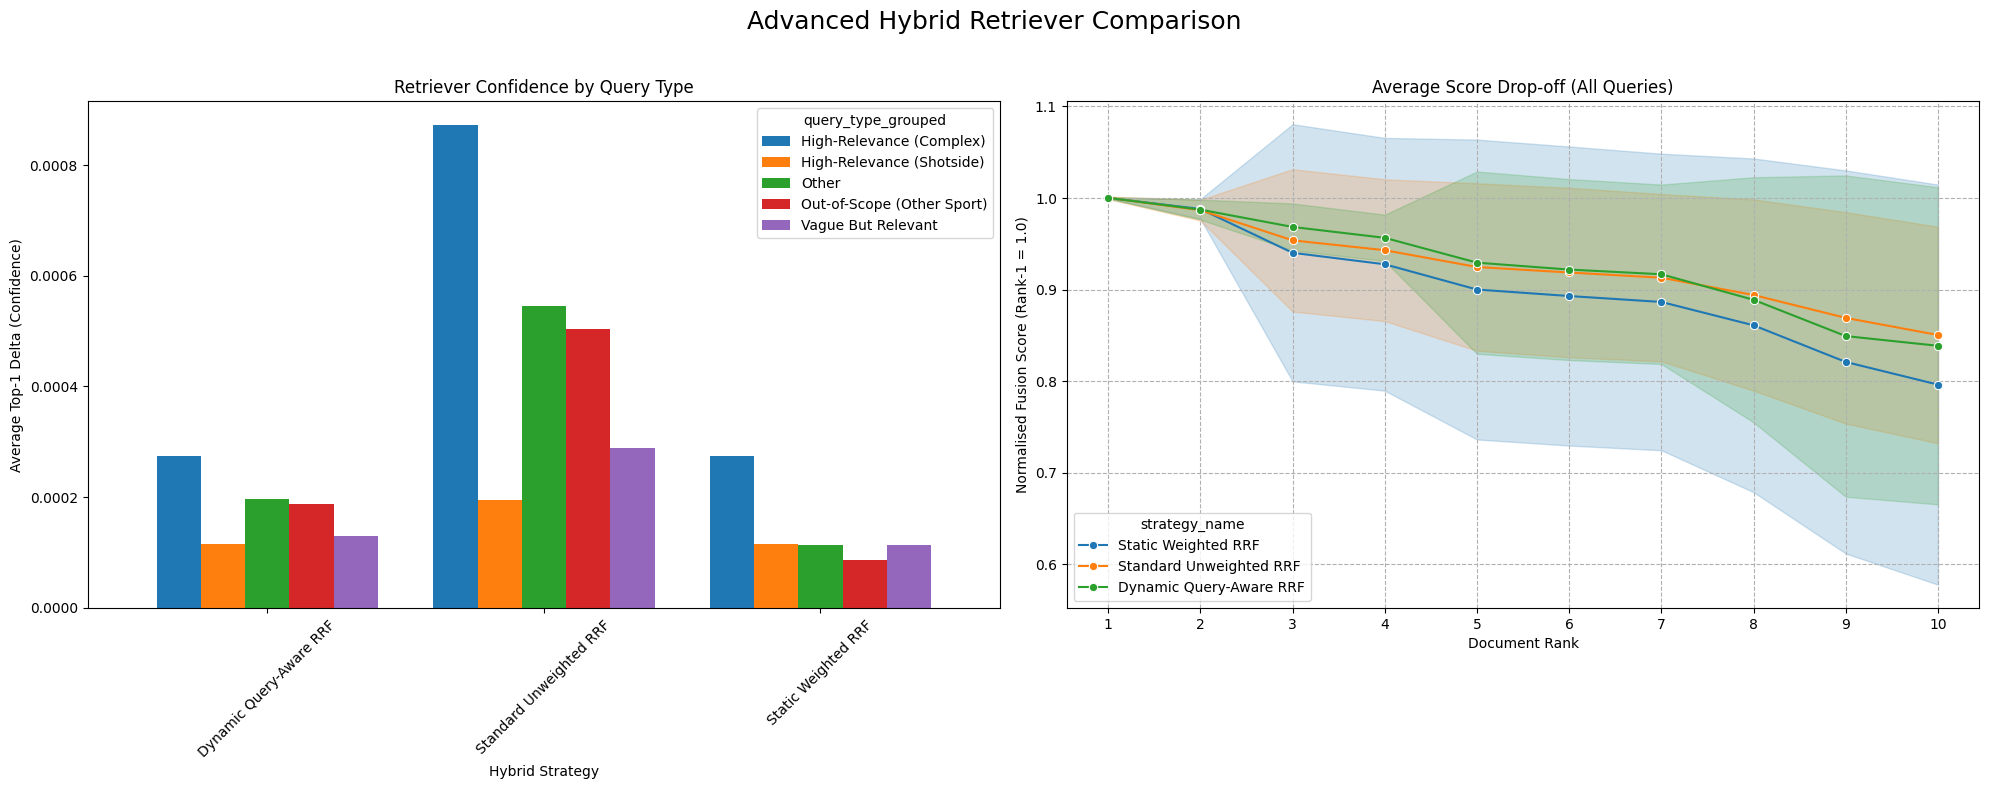 Advanced Hybrid Retriever Comparison
Retriever Confidence by Query Type
Average Top-1 Delta (Confidence)
0.0008
0.0006
0.0004
0.0002
0.0000
query_type_grouped
High-Relevance (Complex)
High-Relevance (Shotside)
Other
Out-of-Scope (Other Sport)
Vague But Relevant
Dynamic Query-Aware RRF
Standard Unweighted RRF
Static Weighted RRF
Hybrid Strategy
Average Score Drop-off (All Queries)
Normalised Fusion Score (Rank-1 = 1.0)
1.1
1.0
0.9
0.8
0.7
0.6
strategy_name
Static Weighted RRF
Standard Unweighted RRF
Dynamic Query-Aware RRF
1 2 3 4 5 6 7 8 9 10
Document Rank